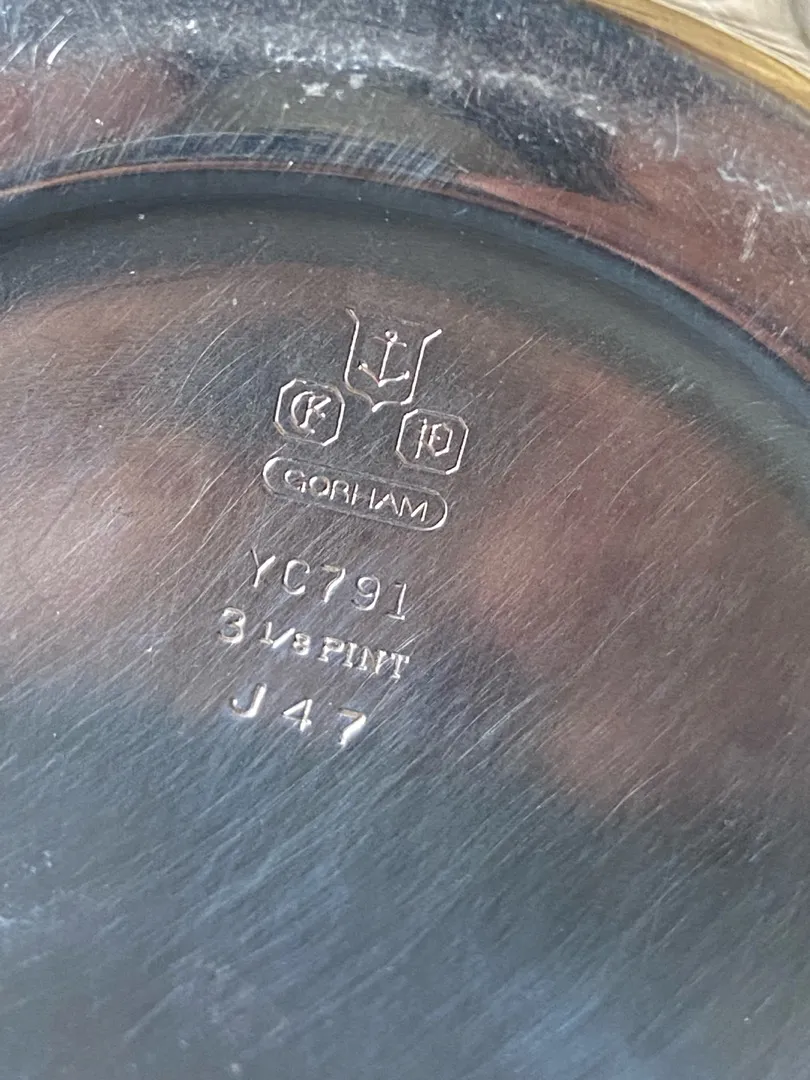 GORHAM
YC791
3 1/8 PINT
J47